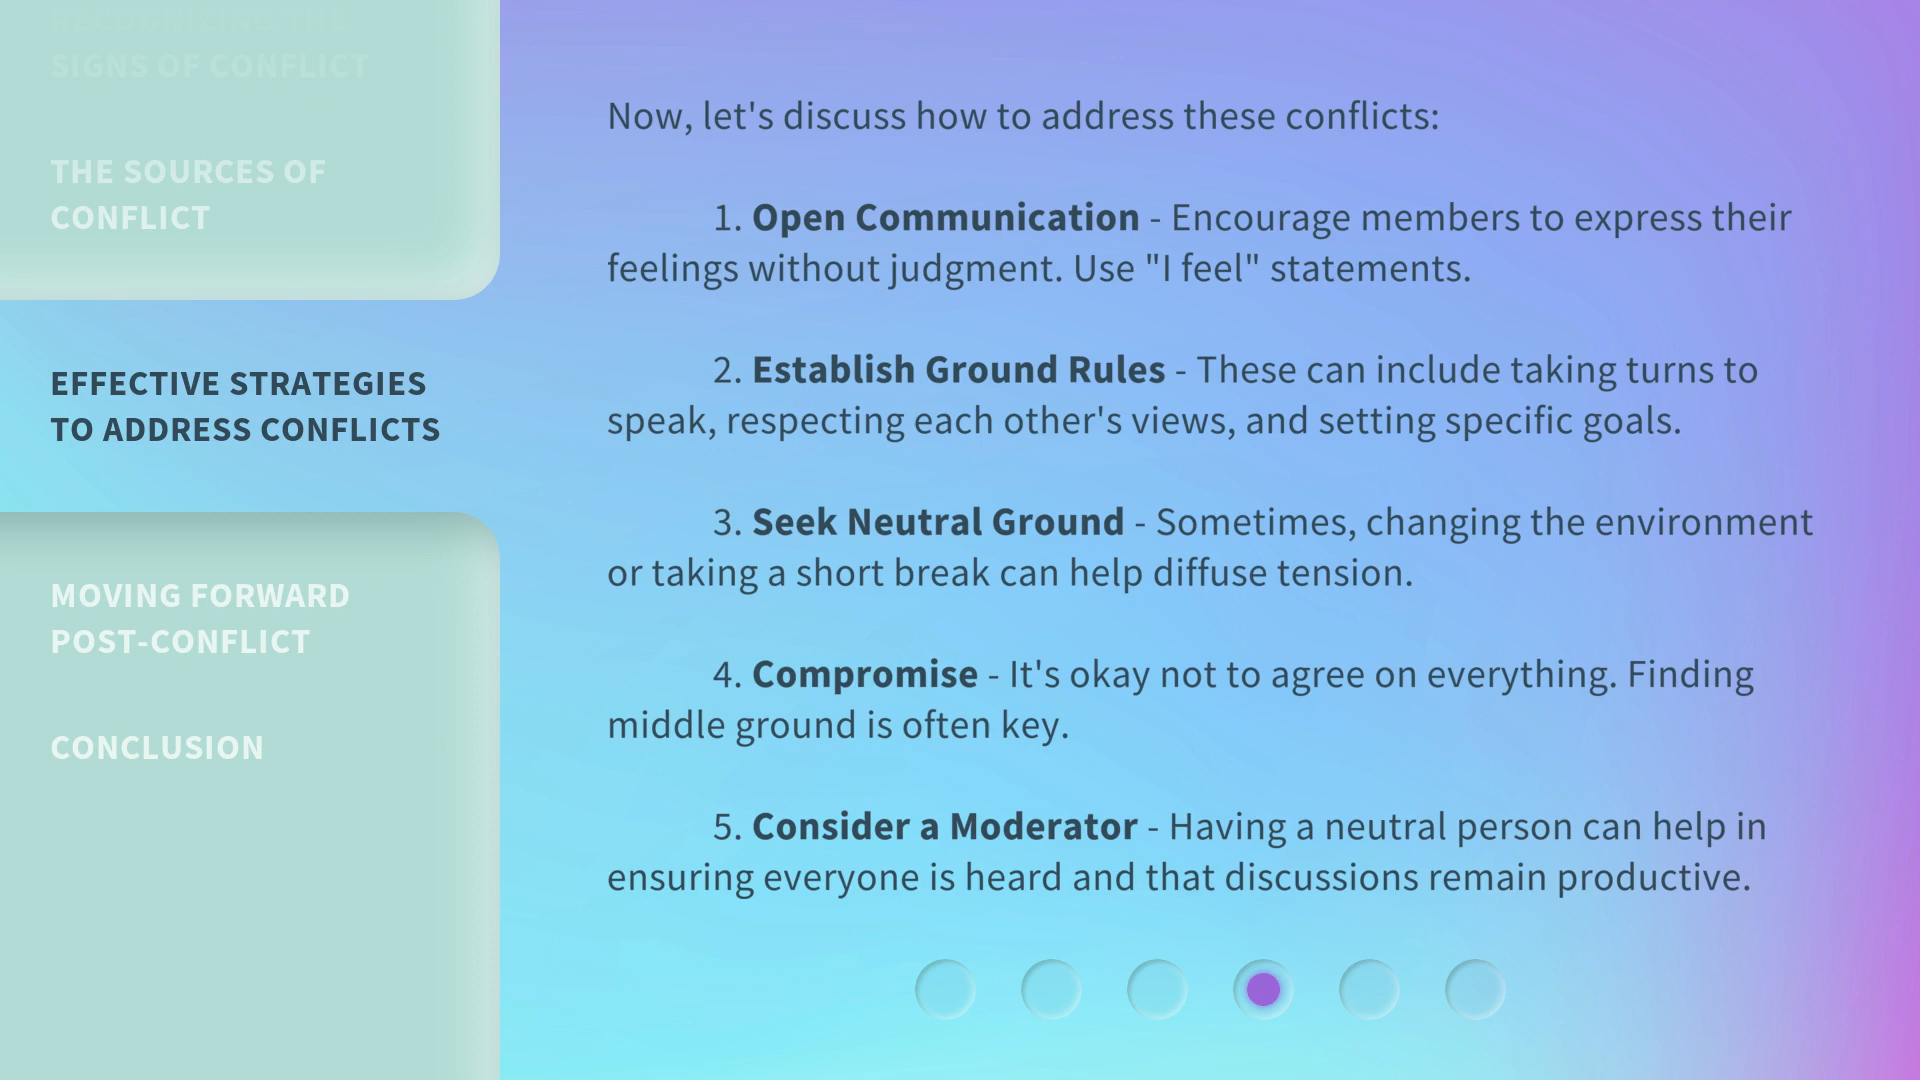 RECOGNIZING THE
SIGNS OF CONFLICT
THE SOURCES OF
CONFLICT
EFFECTIVE STRATEGIES
TO ADDRESS CONFLICTS
MOVING FORWARD
POST-CONFLICT
CONCLUSION
Now, let's discuss how to address these conflicts:
1. Open Communication - Encourage members to express their
feelings without judgment. Use "I feel" statements.
2. Establish Ground Rules - These can include taking turns to
speak, respecting each other's views, and setting specific goals.
3. Seek Neutral Ground - Sometimes, changing the environment
or taking a short break can help diffuse tension.
4. Compromise - It's okay not to agree on everything. Finding
middle ground is often key.
5. Consider a Moderator - Having a neutral person can help in
ensuring everyone is heard and that discussions remain productive.